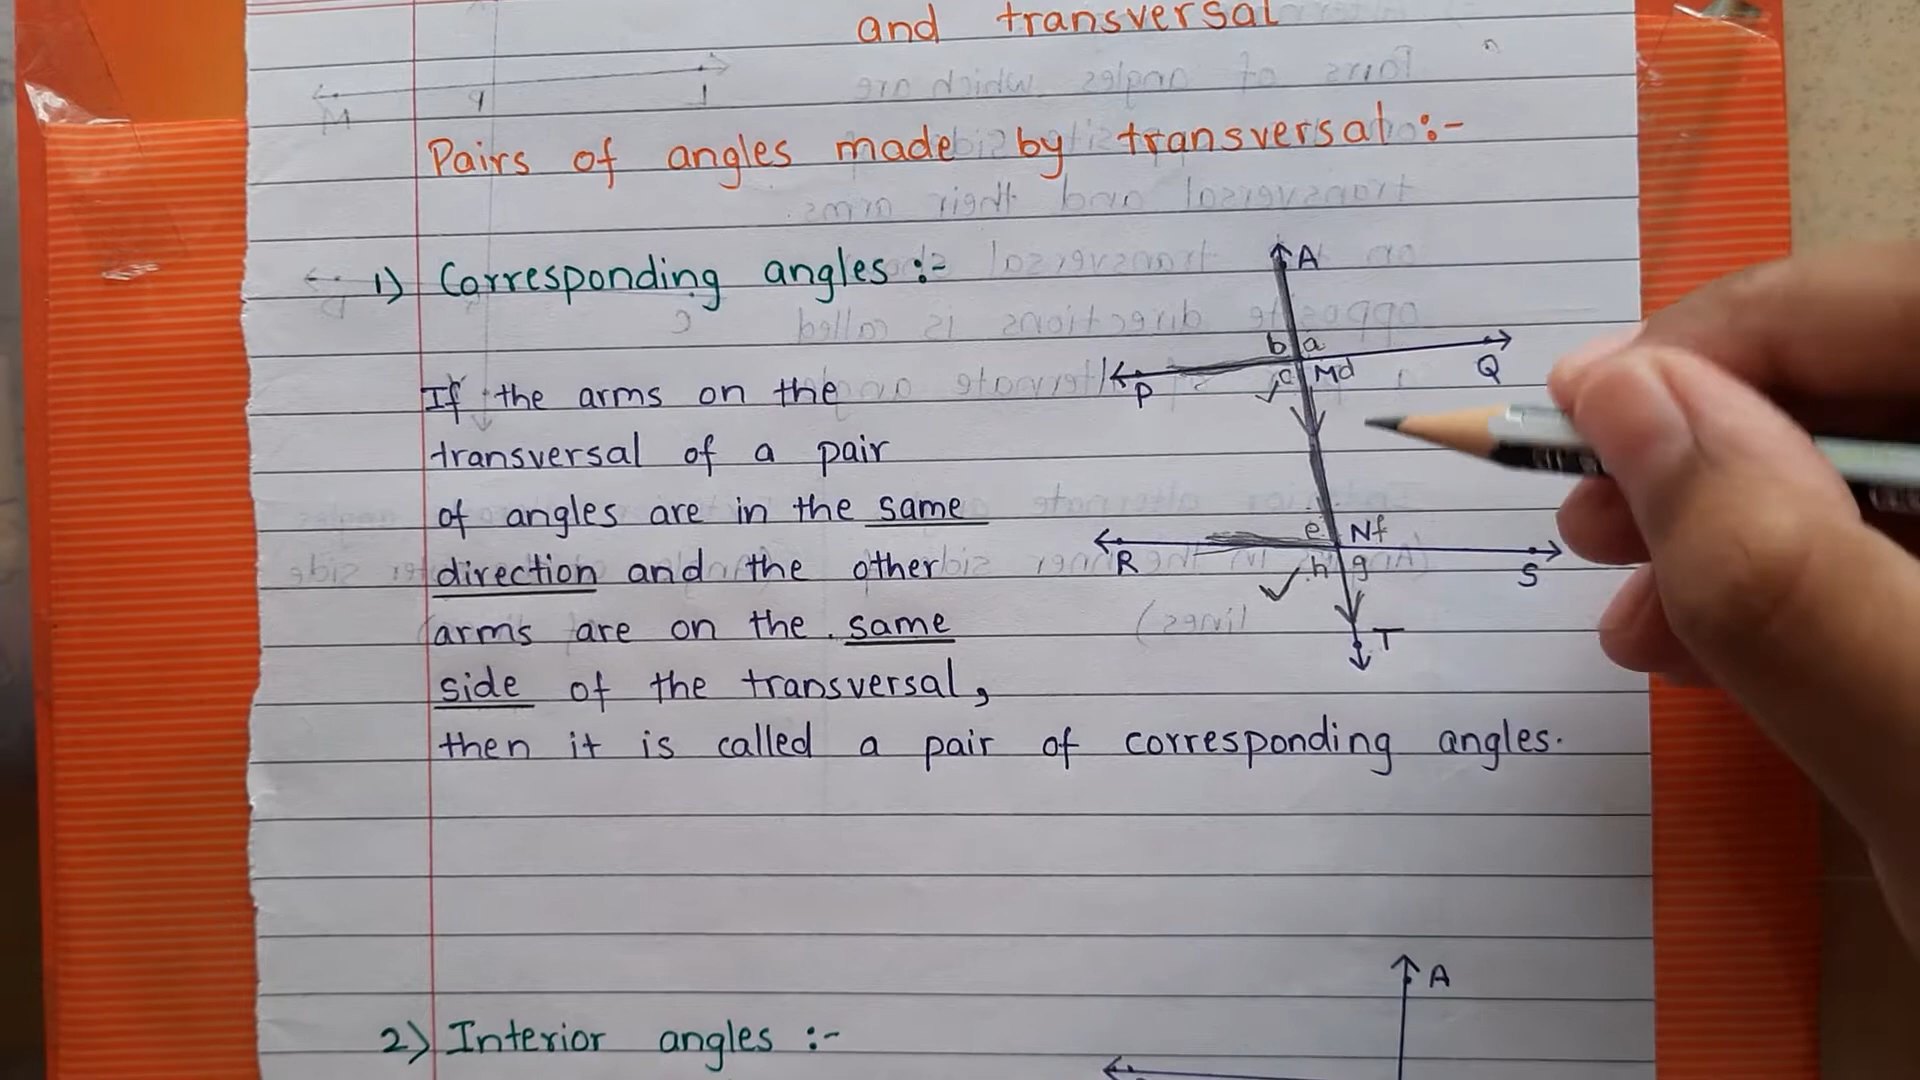 and transversal
Pairs of angles made by transversal :-
1) Corresponding angles :-
If the arms on the
transversal of a pair
of angles are in the same
direction and the other
arms are on the same
side of the transversal,
then it is called a pair of corresponding angles.
A
b a
P c M d Q
e N f
R h g S
T
A
2) Interior angles :-